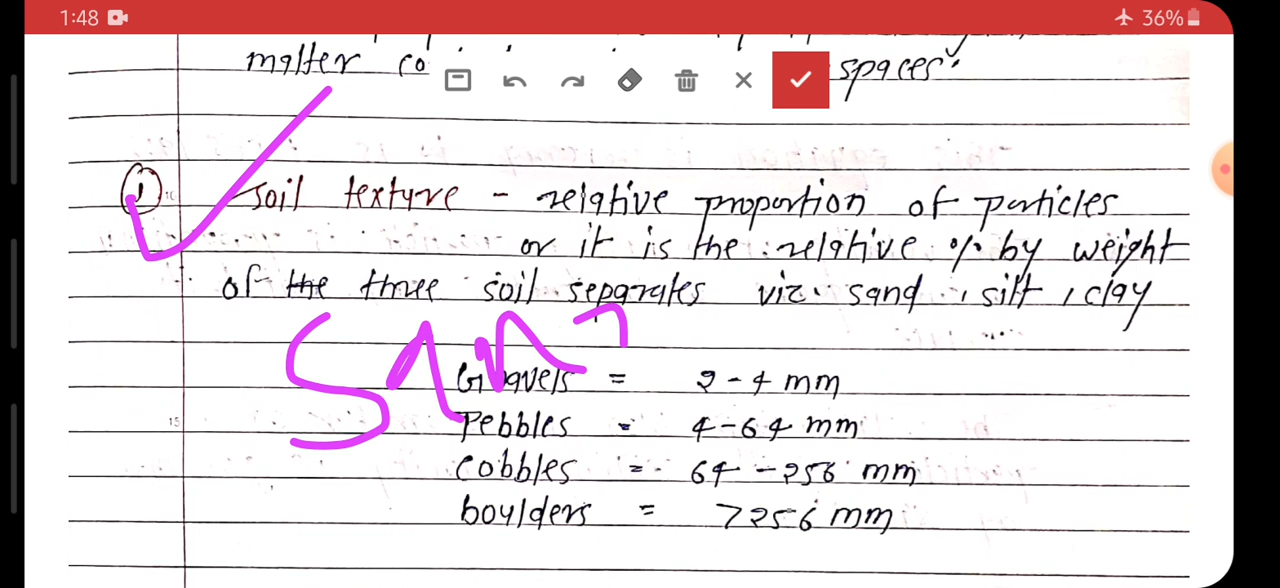 1:48 36%
matter co spaces.
① soil texture - relative proportion of particles
or it is the relative % by weight
of the three soil separates viz. sand, silt, clay
San
Gravels = 2-4 mm
Pebbles = 4-64 mm
15
cobbles = 64-256 mm
boulders = >256 mm